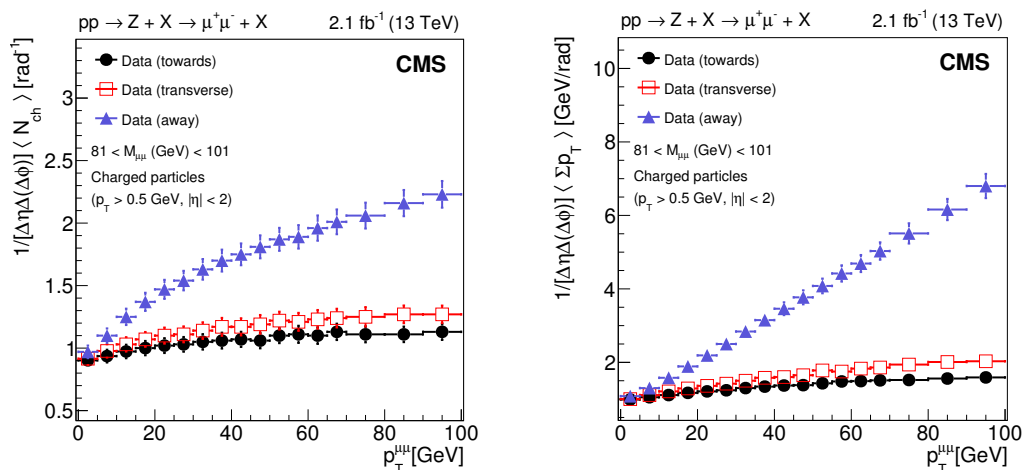 pp → Z + X → μ⁺μ⁻ + X 2.1 fb⁻¹ (13 TeV)
CMS
Data (towards)
Data (transverse)
Data (away)
81 < M_μμ (GeV) < 101
Charged particles
(p_T > 0.5 GeV, |η| < 2)
1/[ΔηΔ(Δφ)] ⟨ N_ch ⟩ [rad⁻¹]
3
2.5
2
1.5
1
0.5
0 20 40 60 80 100
p_T^μμ [GeV]
pp → Z + X → μ⁺μ⁻ + X 2.1 fb⁻¹ (13 TeV)
CMS
Data (towards)
Data (transverse)
Data (away)
81 < M_μμ (GeV) < 101
Charged particles
(p_T > 0.5 GeV, |η| < 2)
1/[ΔηΔ(Δφ)] ⟨ Σp_T ⟩ [GeV/rad]
10
8
6
4
2
0 20 40 60 80 100
p_T^μμ [GeV]